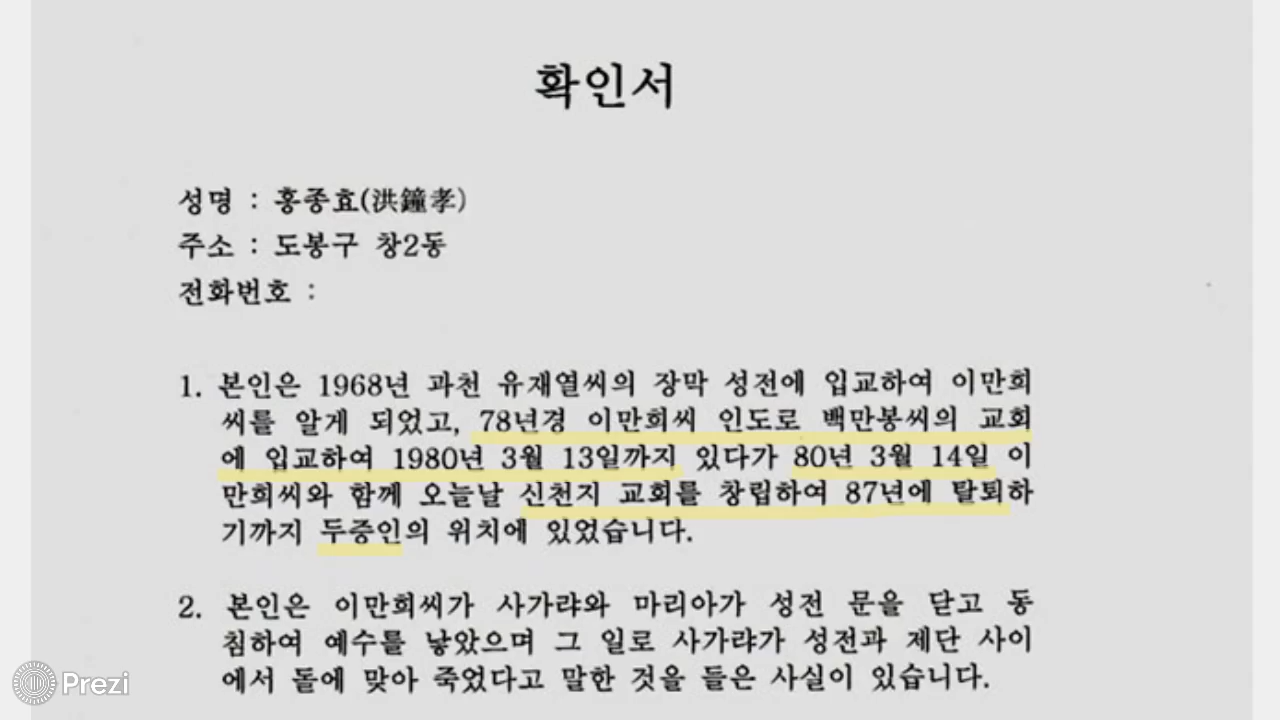 확인서
성명 : 홍종효(洪鐘孝)
주소 : 도봉구 창2동
전화번호 :
1. 본인은 1968년 과천 유재열씨의 장막 성전에 입교하여 이만희
씨를 알게 되었고, 78년경 이만희씨 인도로 백만봉씨의 교회
에 입교하여 1980년 3월 13일까지 있다가 80년 3월 14일 이
만희씨와 함께 오늘날 신천지 교회를 창립하여 87년에 탈퇴하
기까지 두증인의 위치에 있었습니다.
2. 본인은 이만희씨가 사가랴와 마리아가 성전 문을 닫고 동
침하여 예수를 낳았으며 그 일로 사가랴가 성전과 제단 사이
에서 돌에 맞아 죽었다고 말한 것을 들은 사실이 있습니다.
Prezi